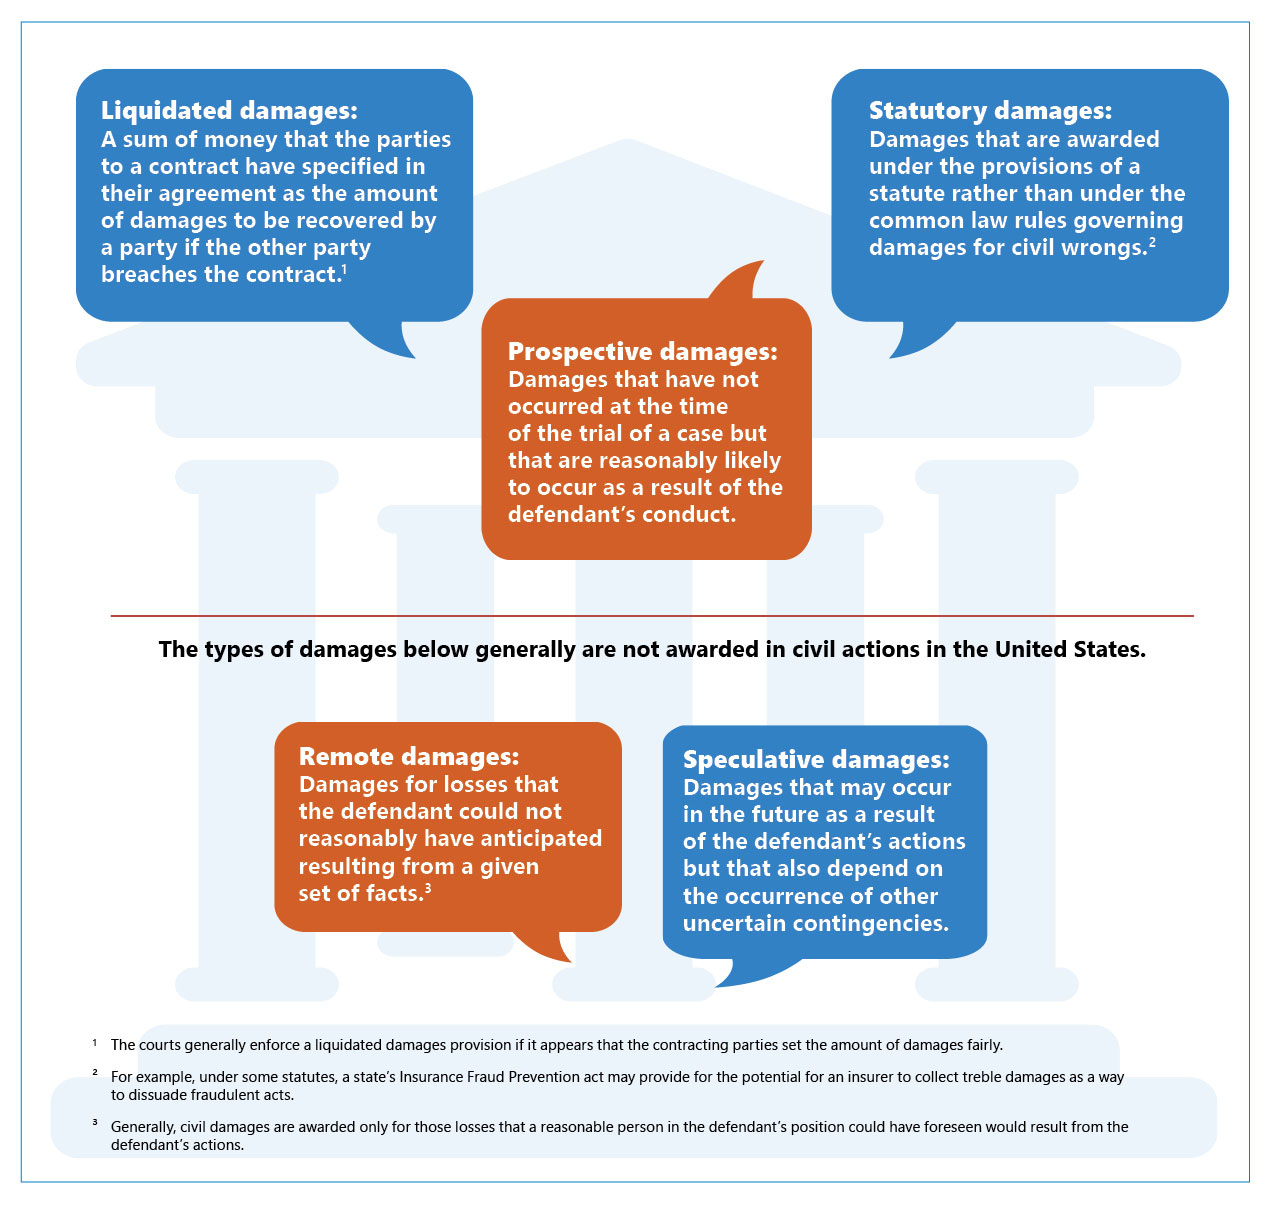 Liquidated damages:
A sum of money that the parties
to a contract have specified in
their agreement as the amount
of damages to be recovered by
a party if the other party
breaches the contract.¹
Statutory damages:
Damages that are awarded
under the provisions of a
statute rather than under the
common law rules governing
damages for civil wrongs.²
Prospective damages:
Damages that have not
occurred at the time
of the trial of a case but
that are reasonably likely
to occur as a result of the
defendant’s conduct.
The types of damages below generally are not awarded in civil actions in the United States.
Remote damages:
Damages for losses that
the defendant could not
reasonably have anticipated
resulting from a given
set of facts.³
Speculative damages:
Damages that may occur
in the future as a result
of the defendant’s actions
but that also depend on
the occurrence of other
uncertain contingencies.
¹ The courts generally enforce a liquidated damages provision if it appears that the contracting parties set the amount of damages fairly.
² For example, under some statutes, a state’s Insurance Fraud Prevention act may provide for the potential for an insurer to collect treble damages as a way
to dissuade fraudulent acts.
³ Generally, civil damages are awarded only for those losses that a reasonable person in the defendant’s position could have foreseen would result from the
defendant’s actions.